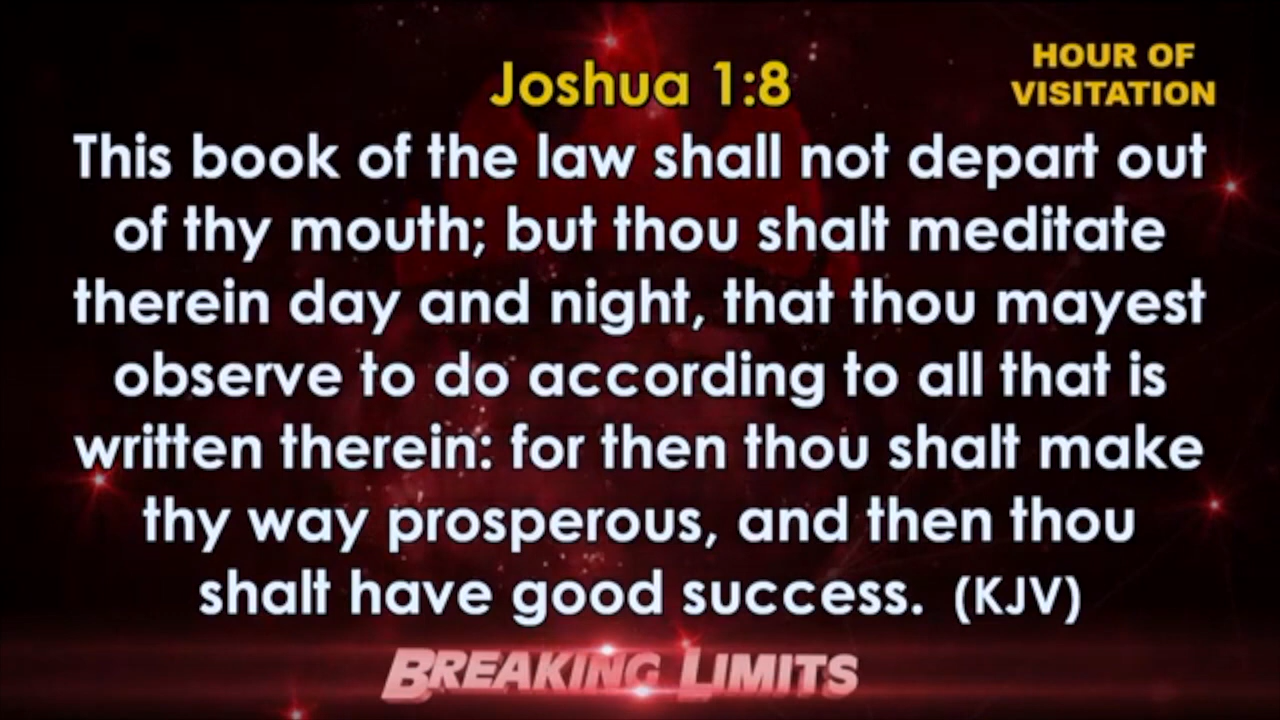 HOUR OF
VISITATION
Joshua 1:8
This book of the law shall not depart out
of thy mouth; but thou shalt meditate
therein day and night, that thou mayest
observe to do according to all that is
written therein: for then thou shalt make
thy way prosperous, and then thou
shalt have good success. (KJV)
BREAKING LIMITS